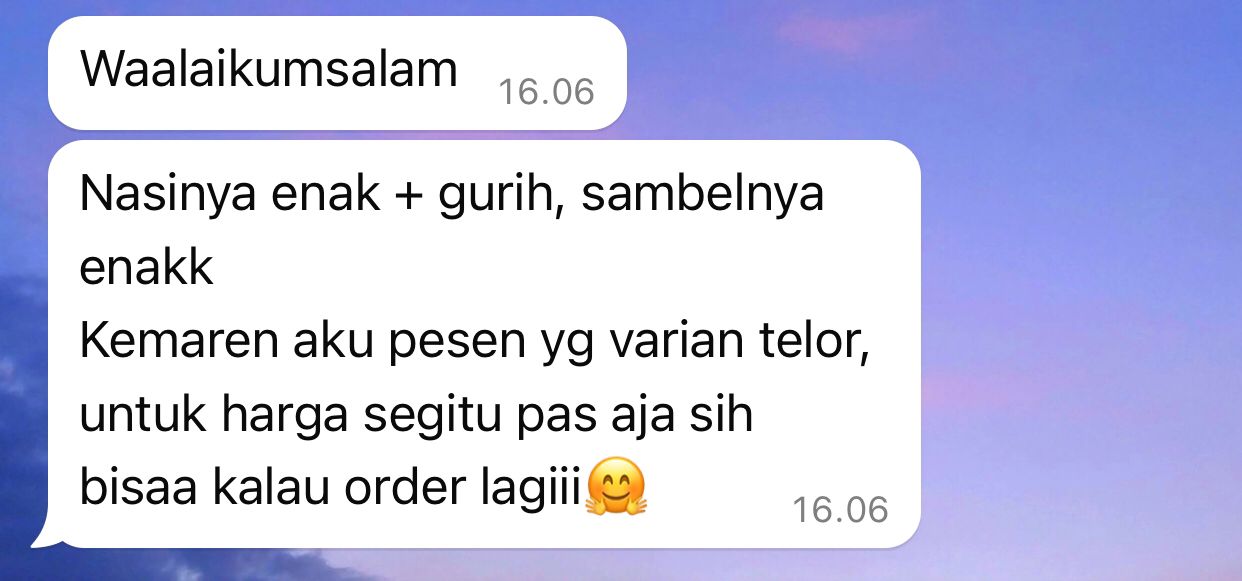 Waalaikumsalam 16.06
Nasinya enak + gurih, sambelnya
enakk
Kemaren aku pesen yg varian telor,
untuk harga segitu pas aja sih
bisaa kalau order lagiii🤗 16.06